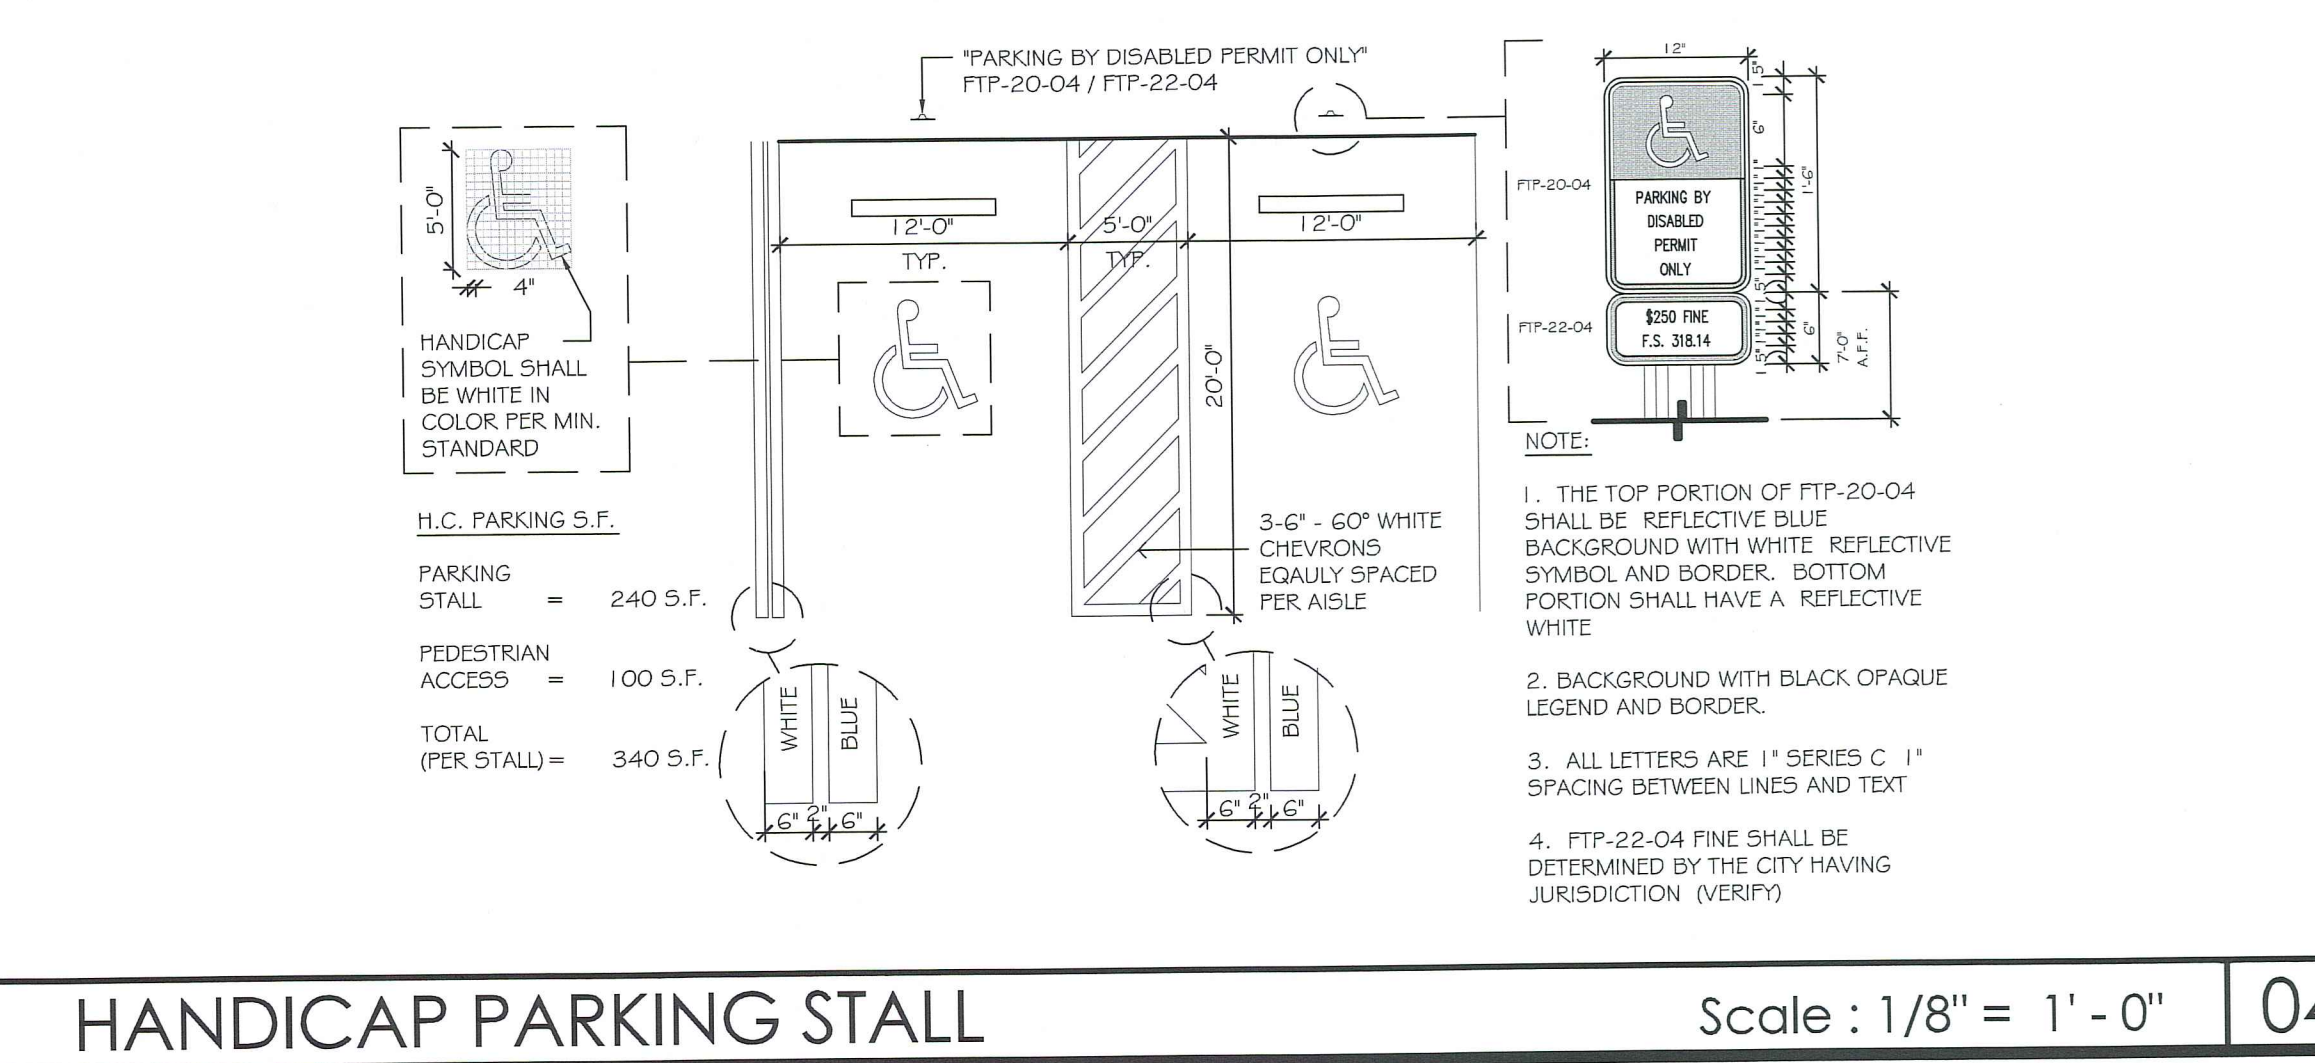 "PARKING BY DISABLED PERMIT ONLY"
FTP-20-04 / FTP-22-04
5'-0"
4"
HANDICAP
SYMBOL SHALL
BE WHITE IN
COLOR PER MIN.
STANDARD
H.C. PARKING S.F.
PARKING
STALL = 240 S.F.
PEDESTRIAN
ACCESS = 100 S.F.
TOTAL
(PER STALL) = 340 S.F.
12'-0"
TYP.
5'-0"
TYP.
12'-0"
20'-0"
3-6" - 60° WHITE
CHEVRONS
EQAULY SPACED
PER AISLE
WHITE
BLUE
6" 2" 6"
WHITE
BLUE
6" 2" 6"
12"
FTP-20-04
PARKING BY
DISABLED
PERMIT
ONLY
FTP-22-04
$250 FINE
F.S. 318.14
6"
1'-6"
6"
7'-0"
A.F.F.
NOTE:
1. THE TOP PORTION OF FTP-20-04
SHALL BE REFLECTIVE BLUE
BACKGROUND WITH WHITE REFLECTIVE
SYMBOL AND BORDER. BOTTOM
PORTION SHALL HAVE A REFLECTIVE
WHITE
2. BACKGROUND WITH BLACK OPAQUE
LEGEND AND BORDER.
3. ALL LETTERS ARE 1" SERIES C 1"
SPACING BETWEEN LINES AND TEXT
4. FTP-22-04 FINE SHALL BE
DETERMINED BY THE CITY HAVING
JURISDICTION (VERIFY)
HANDICAP PARKING STALL
Scale : 1/8" = 1' - 0"